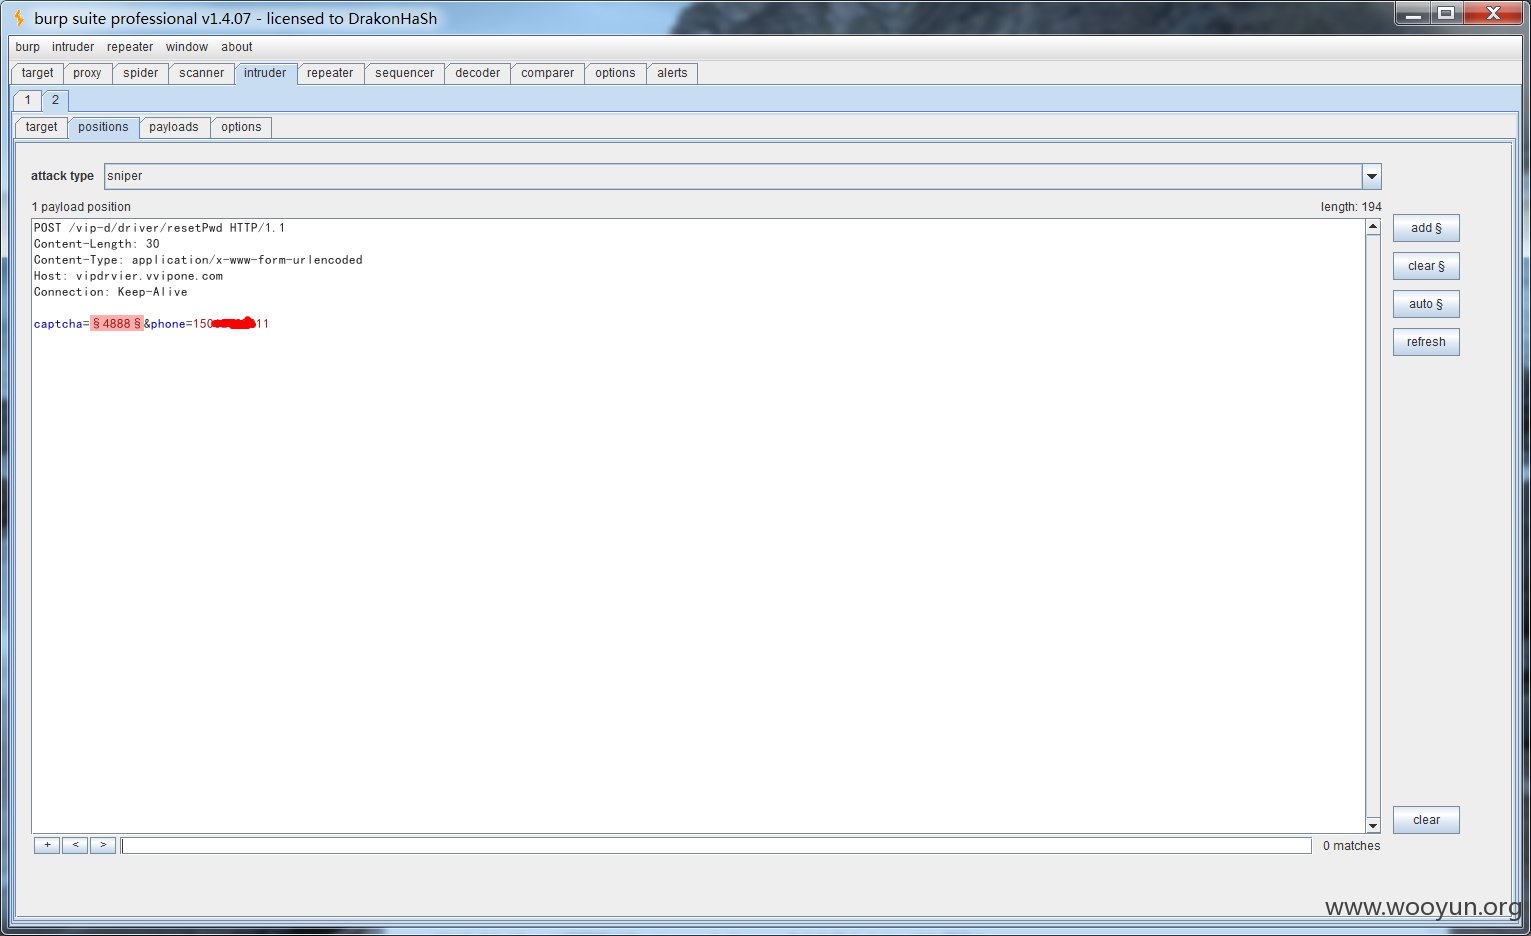 burp suite professional v1.4.07 - licensed to DrakonHaSh
burp intruder repeater window about
target proxy spider scanner intruder repeater sequencer decoder comparer options alerts
1 2
target positions payloads options
attack type sniper
1 payload position length: 194
POST /vip-d/driver/resetPwd HTTP/1.1
Content-Length: 30
Content-Type: application/x-www-form-urlencoded
Host: vipdrvier.vvipone.com
Connection: Keep-Alive
captcha=§4888§&phone=150 11
add §
clear §
auto §
refresh
clear
+ < > 0 matches
www.wooyun.org